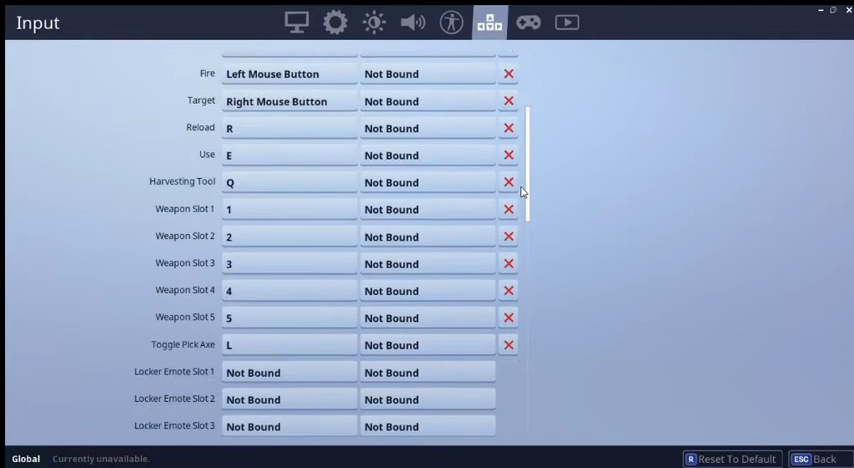 Input
Fire Left Mouse Button Not Bound
Target Right Mouse Button Not Bound
Reload R Not Bound
Use E Not Bound
Harvesting Tool Q Not Bound
Weapon Slot 1 1 Not Bound
Weapon Slot 2 2 Not Bound
Weapon Slot 3 3 Not Bound
Weapon Slot 4 4 Not Bound
Weapon Slot 5 5 Not Bound
Toggle Pick Axe L Not Bound
Locker Emote Slot 1 Not Bound Not Bound
Locker Emote Slot 2 Not Bound Not Bound
Locker Emote Slot 3 Not Bound Not Bound
Global Currently unavailable. R Reset To Default ESC Back